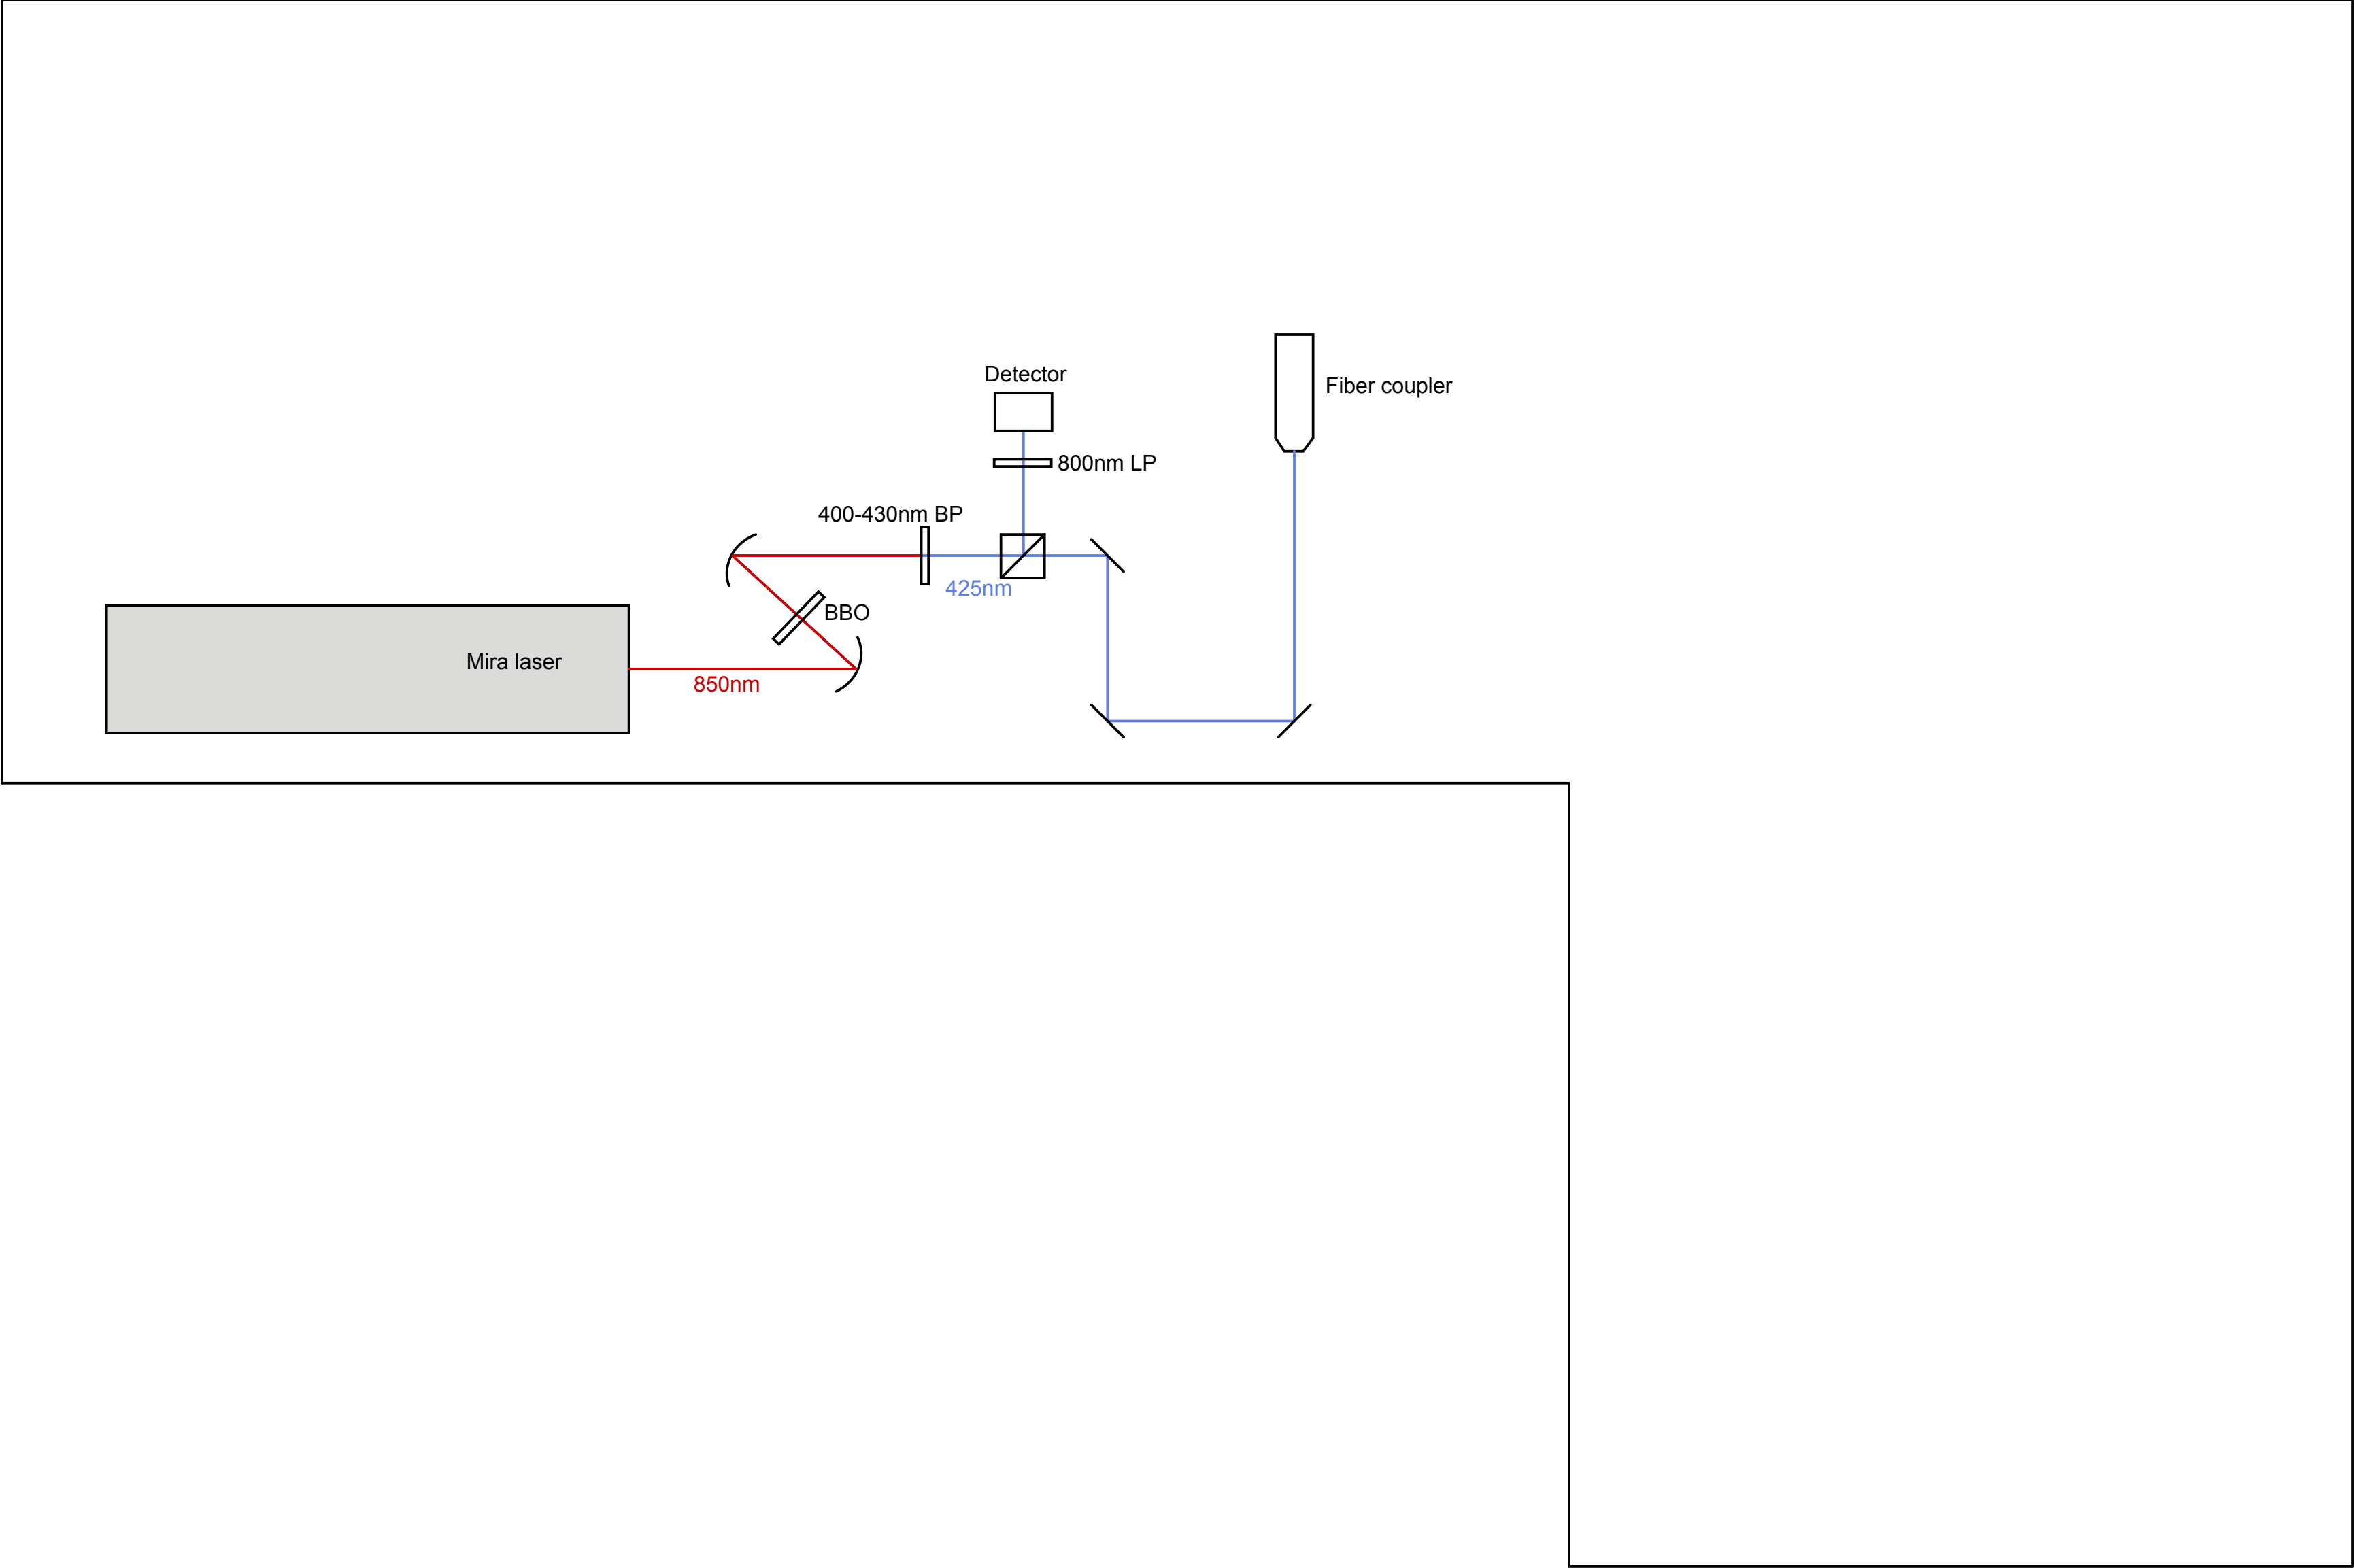 Detector
Fiber coupler
800nm LP
400-430nm BP
425nm
BBO
Mira laser
850nm